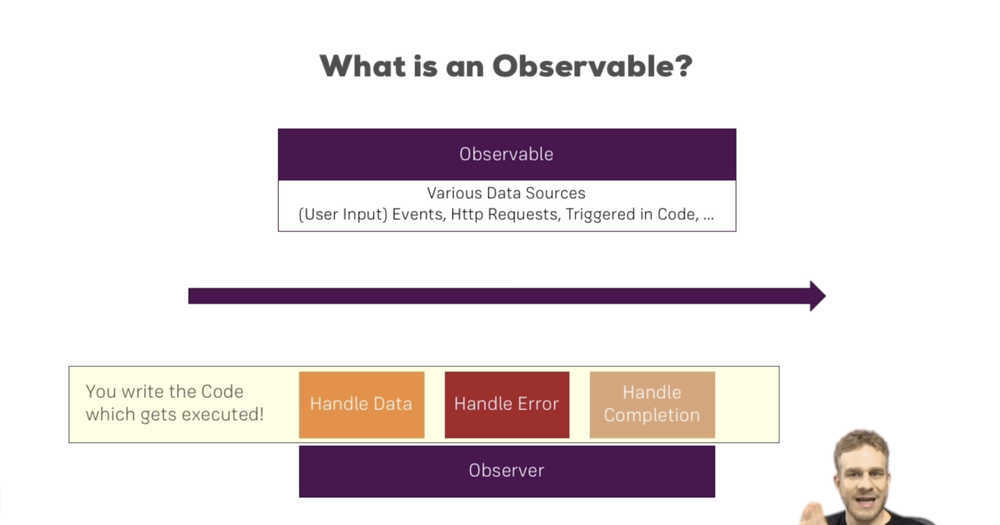 What is an Observable?
Observable
Various Data Sources
(User Input) Events, Http Requests, Triggered in Code, ...
You write the Code
which gets executed!
Handle Data
Handle Error
Handle
Completion
Observer